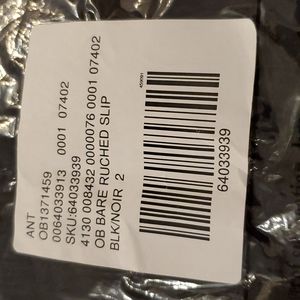 ANT
OB1371459
0064033913 0001 07402
SKU:64033939
4130 008432 0000076 0001 07402
OB BARE RUCHED SLIP
BLK/NOIR 2
64033939